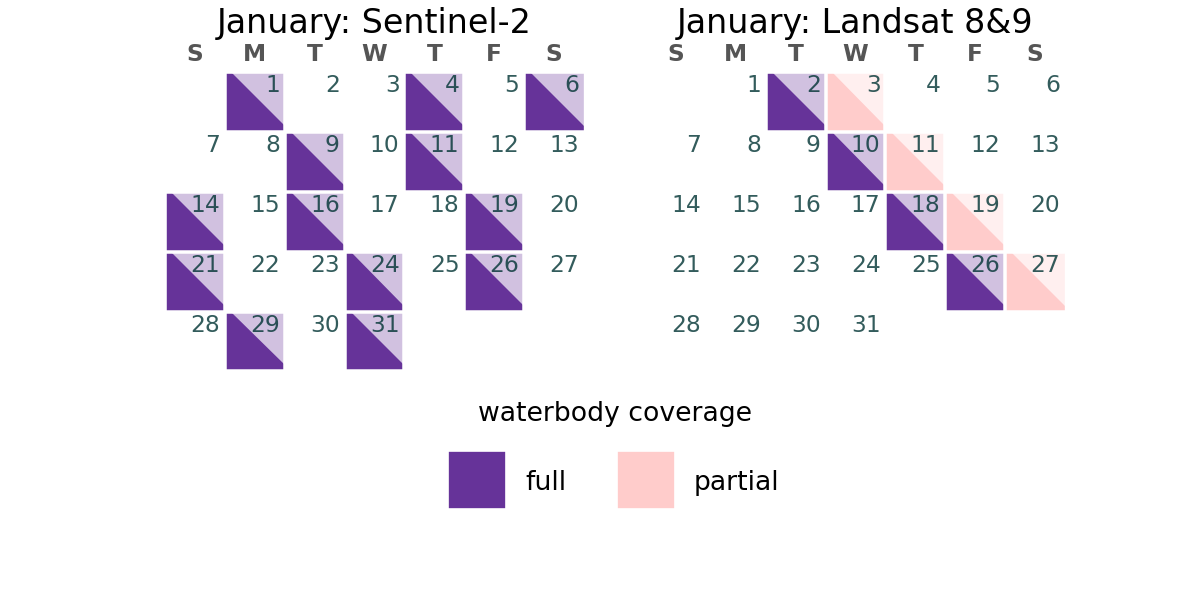 January: Sentinel-2
S M T W T F S
1 2 3 4 5 6
7 8 9 10 11 12 13
14 15 16 17 18 19 20
21 22 23 24 25 26 27
28 29 30 31
January: Landsat 8&9
S M T W T F S
1 2 3 4 5 6
7 8 9 10 11 12 13
14 15 16 17 18 19 20
21 22 23 24 25 26 27
28 29 30 31
waterbody coverage
full
partial